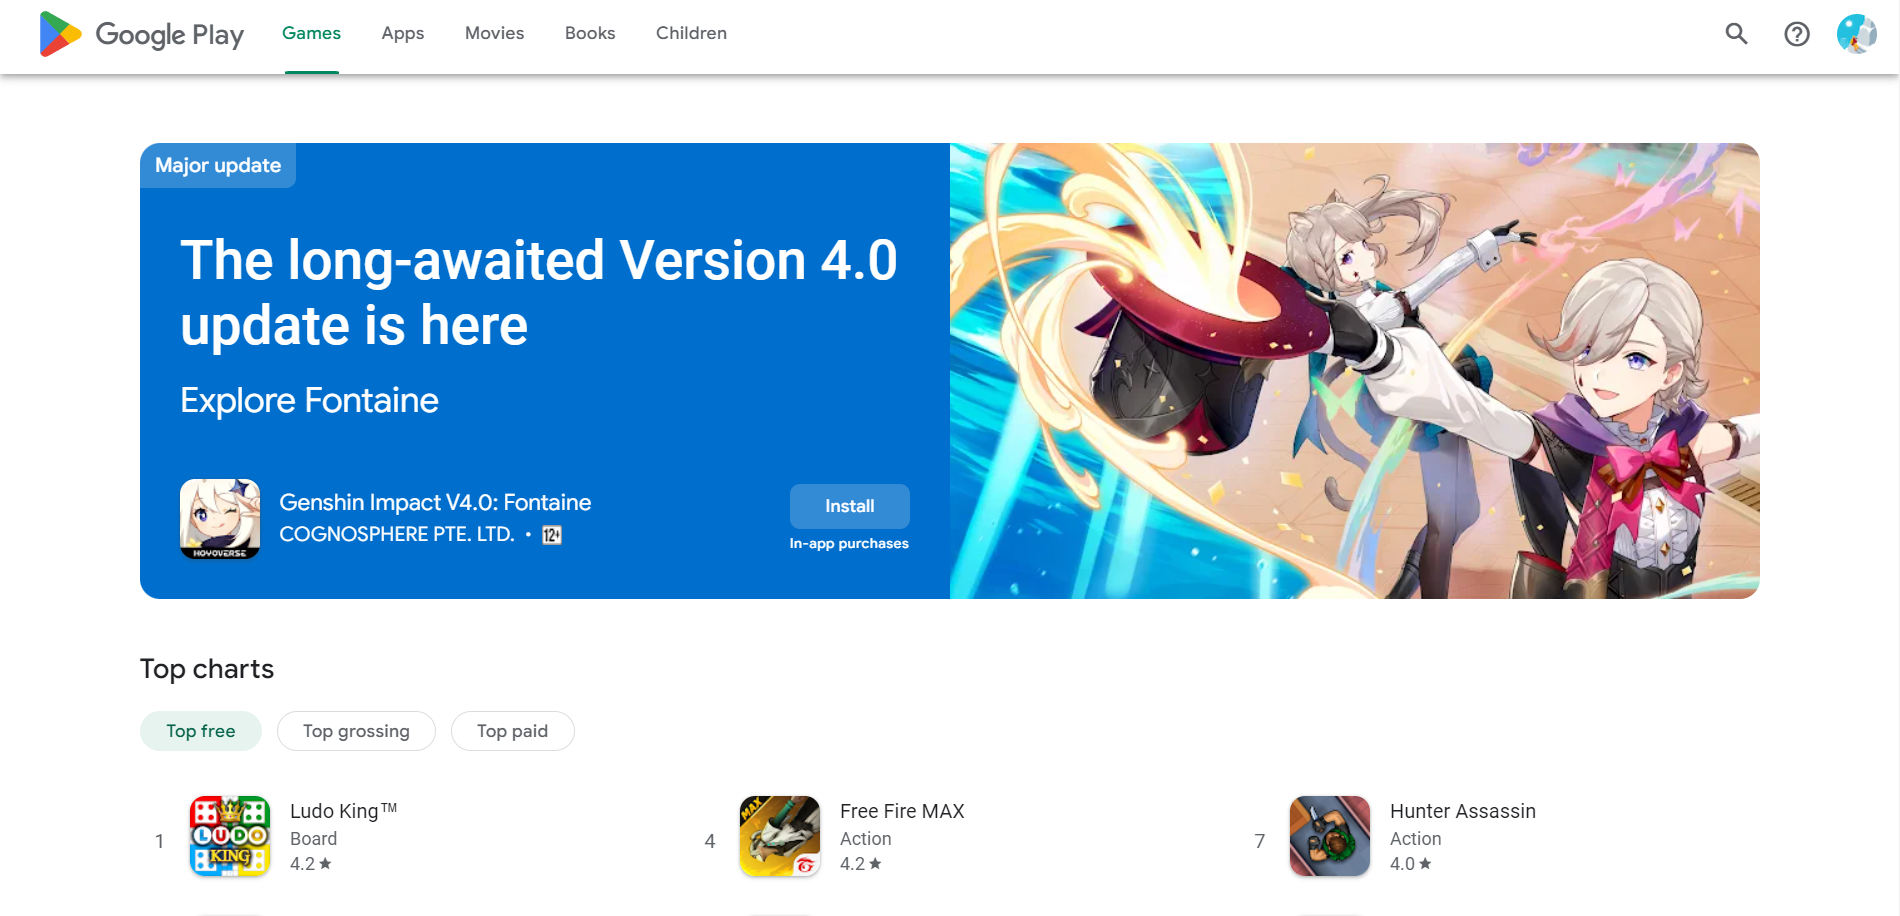 Google Play
Games
Apps
Movies
Books
Children
Major update
The long-awaited Version 4.0
update is here
Explore Fontaine
HOYOVERSE
Genshin Impact V4.0: Fontaine
COGNOSPHERE PTE. LTD. • 12+
Install
In-app purchases
Top charts
Top free
Top grossing
Top paid
1
LUDO
KING
Ludo King™
Board
4.2★
4
MAX
Free Fire MAX
Action
4.2★
7
Hunter Assassin
Action
4.0★